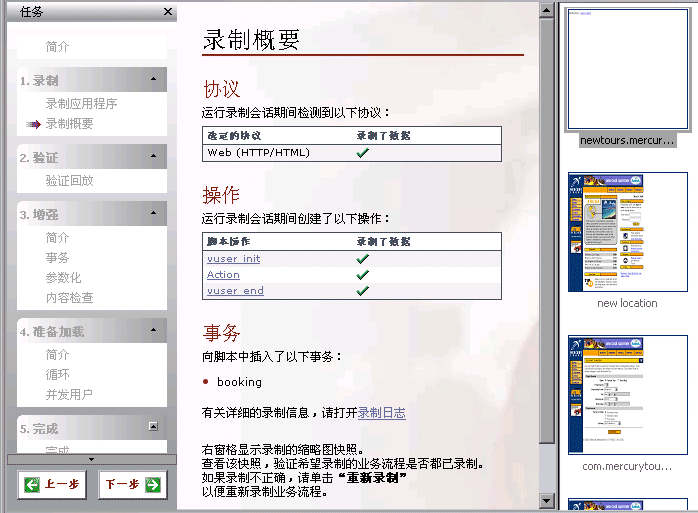 任务
简介
1. 录制
录制应用程序
录制概要
2. 验证
验证回放
3. 增强
简介
事务
参数化
内容检查
4. 准备加载
简介
循环
并发用户
5. 完成
完成
上一步
下一步
录制概要
协议
运行录制会话期间检测到以下协议：
选定的协议 录制了数据
Web (HTTP/HTML)
操作
运行录制会话期间创建了以下操作：
脚本操作 录制了数据
vuser_init
Action
vuser_end
事务
向脚本中插入了以下事务：
booking
有关详细的录制信息，请打开录制日志
右窗格显示录制的缩略图快照。
查看该快照，验证希望录制的业务流程是否都已录制。
如果录制不正确，请单击“重新录制”
以便重新录制业务流程。
newtours.mercur...
new location
com.mercurytou...